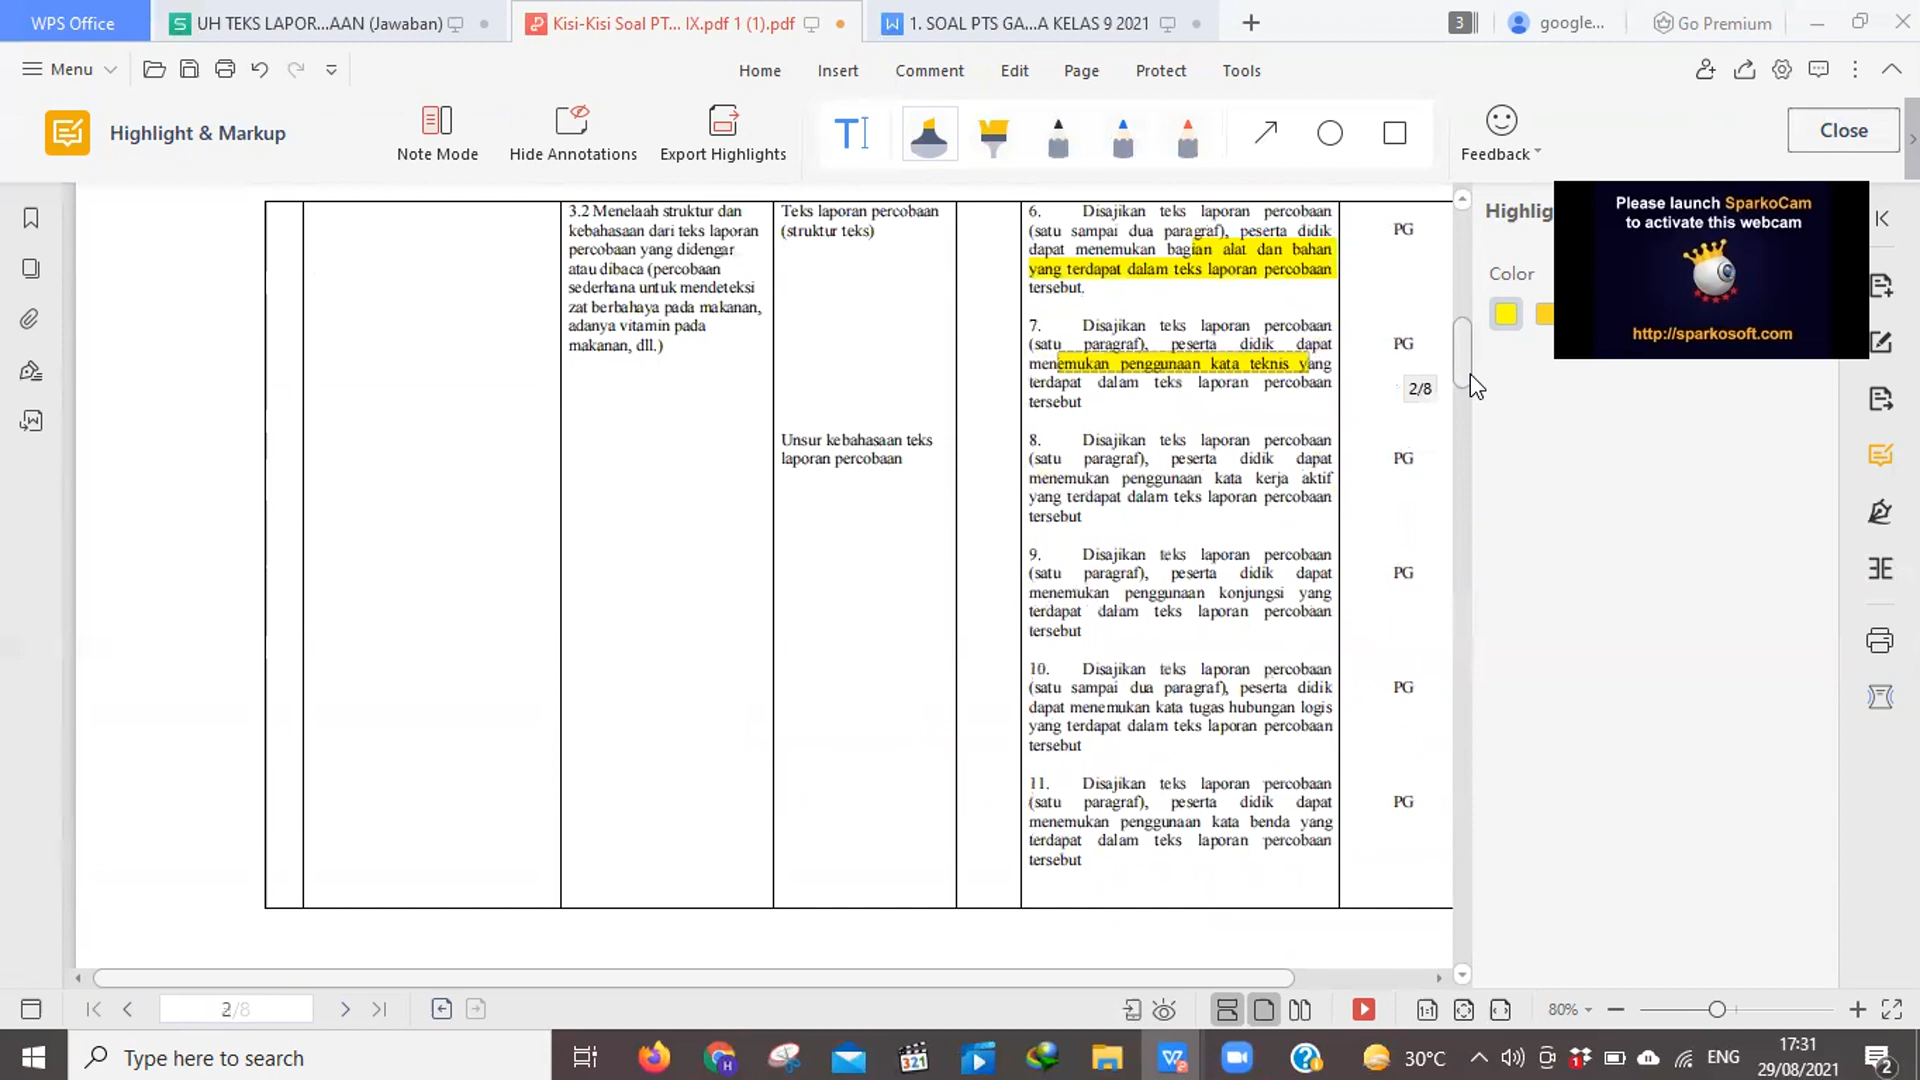 WPS Office
UH TEKS LAPOR...AAN (Jawaban)
Kisi-Kisi Soal PT... IX.pdf 1 (1).pdf
1. SOAL PTS GA...A KELAS 9 2021
3
google...
Go Premium
Menu
Home
Insert
Comment
Edit
Page
Protect
Tools
Highlight & Markup
Note Mode
Hide Annotations
Export Highlights
Feedback
Close
3.2 Menelaah struktur dan
kebahasaan dari teks laporan
percobaan yang didengar
atau dibaca (percobaan
sederhana untuk mendeteksi
zat berbahaya pada makanan,
adanya vitamin pada
makanan, dll.)
Teks laporan percobaan
(struktur teks)
Unsur kebahasaan teks
laporan percobaan
6. Disajikan teks laporan percobaan
(satu sampai dua paragraf), peserta didik
dapat menemukan bagian alat dan bahan
yang terdapat dalam teks laporan percobaan
tersebut.
PG
7. Disajikan teks laporan percobaan
(satu paragraf), peserta didik dapat
menemukan penggunaan kata teknis yang
terdapat dalam teks laporan percobaan
tersebut
PG
8. Disajikan teks laporan percobaan
(satu paragraf), peserta didik dapat
menemukan penggunaan kata kerja aktif
yang terdapat dalam teks laporan percobaan
tersebut
PG
9. Disajikan teks laporan percobaan
(satu paragraf), peserta didik dapat
menemukan penggunaan konjungsi yang
terdapat dalam teks laporan percobaan
tersebut
PG
10. Disajikan teks laporan percobaan
(satu sampai dua paragraf), peserta didik
dapat menemukan kata tugas hubungan logis
yang terdapat dalam teks laporan percobaan
tersebut
PG
11. Disajikan teks laporan percobaan
(satu paragraf), peserta didik dapat
menemukan penggunaan kata benda yang
terdapat dalam teks laporan percobaan
tersebut
PG
2/8
Highlig
Color
Please launch SparkoCam
to activate this webcam
http://sparkosoft.com
2/8
1:1
80%
Type here to search
321
30°C
ENG
17:31
29/08/2021
2